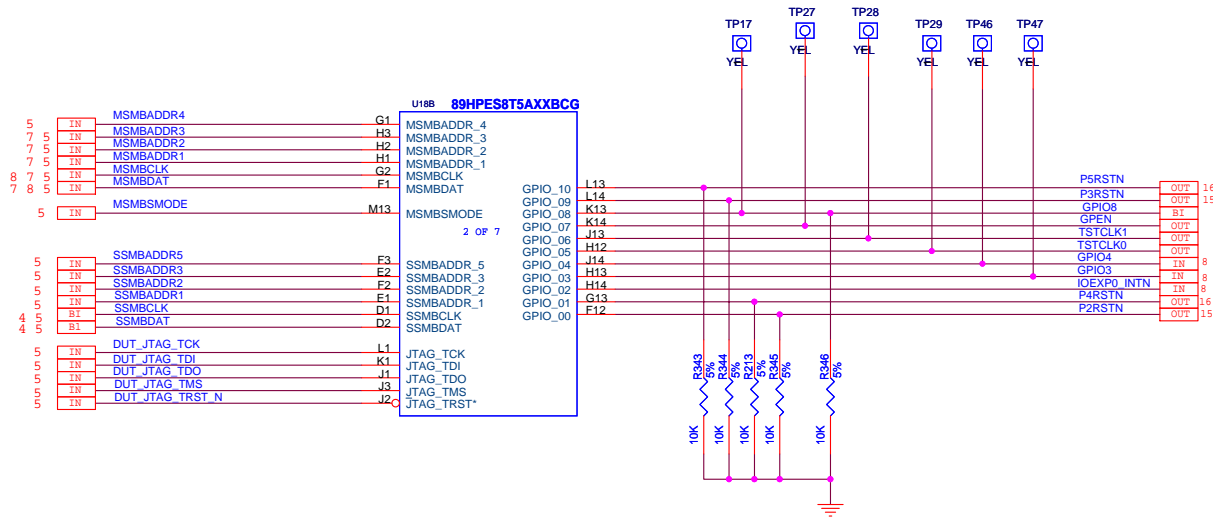 TP17 TP27 TP28 TP29 TP46 TP47
YEL YEL YEL YEL YEL YEL
U18B 89HPES8T5AXXBCG
5 IN MSMBADDR4 G1 MSMBADDR_4
7 5 IN MSMBADDR3 H3 MSMBADDR_3
7 5 IN MSMBADDR2 H2 MSMBADDR_2
7 5 IN MSMBADDR1 H1 MSMBADDR_1
8 7 5 IN MSMBCLK G2 MSMBCLK
7 8 5 IN MSMBDAT F1 MSMBDAT
5 IN MSMBSMODE M13 MSMBSMODE
2 OF 7
5 IN SSMBADDR5 F3 SSMBADDR_5
5 IN SSMBADDR3 E2 SSMBADDR_3
5 IN SSMBADDR2 F2 SSMBADDR_2
5 IN SSMBADDR1 E1 SSMBADDR_1
4 5 BI SSMBCLK D1 SSMBCLK
4 5 BI SSMBDAT D2 SSMBDAT
5 IN DUT_JTAG_TCK L1 JTAG_TCK
5 IN DUT_JTAG_TDI K1 JTAG_TDI
5 IN DUT_JTAG_TDO J1 JTAG_TDO
5 IN DUT_JTAG_TMS J3 JTAG_TMS
5 IN DUT_JTAG_TRST_N J2 JTAG_TRST*
GPIO_10 L13 P5RSTN OUT 16
GPIO_09 L14 P3RSTN OUT 15
GPIO_08 K13 GPIO8 BI
GPIO_07 K14 GPEN OUT
GPIO_06 J13 TSTCLK1 OUT
GPIO_05 H12 TSTCLK0 OUT
GPIO_04 J14 GPIO4 IN 8
GPIO_03 H13 GPIO3 IN 8
GPIO_02 H14 IOEXP0_INTN IN 8
GPIO_01 G13 P4RSTN OUT 16
GPIO_00 F12 P2RSTN OUT 15
R343 5% R344 5% R213 5% R345 5% R346 5%
10K 10K 10K 10K 10K